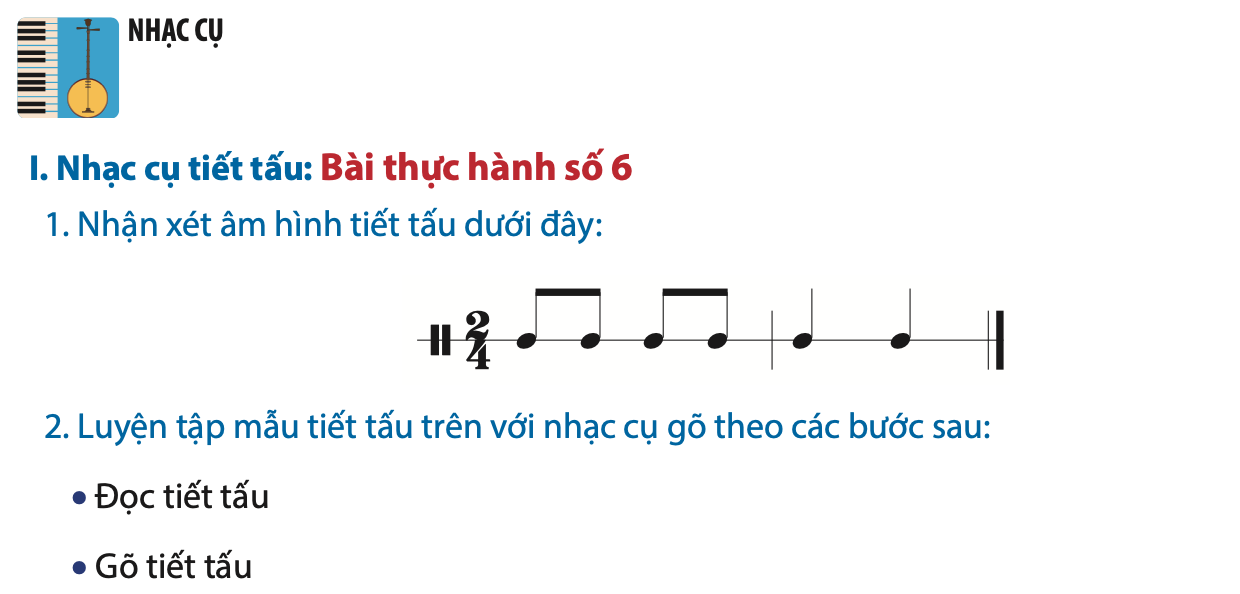 NHẠC CỤ
I. Nhạc cụ tiết tấu: Bài thực hành số 6
1. Nhận xét âm hình tiết tấu dưới đây:
2
4
2. Luyện tập mẫu tiết tấu trên với nhạc cụ gõ theo các bước sau:
• Đọc tiết tấu
• Gõ tiết tấu